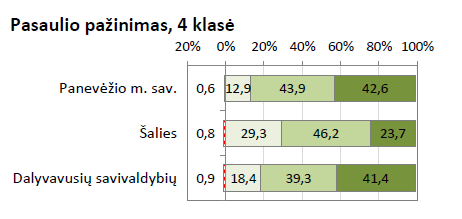 Pasaulio pažinimas, 4 klasė
20% 0% 20% 40% 60% 80% 100%
Panevėžio m. sav. 0,6 12,9 43,9 42,6
Šalies 0,8 29,3 46,2 23,7
Dalyvavusių savivaldybių 0,9 18,4 39,3 41,4